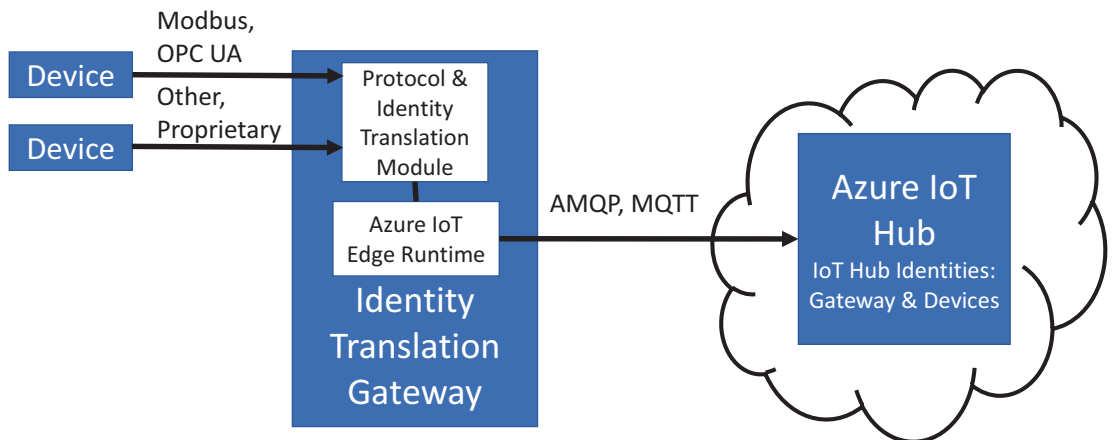 Modbus,
OPC UA
Device
Other,
Proprietary
Device
Protocol &
Identity
Translation
Module
Azure IoT
Edge Runtime
Identity
Translation
Gateway
AMQP, MQTT
Azure IoT
Hub
IoT Hub Identities:
Gateway & Devices